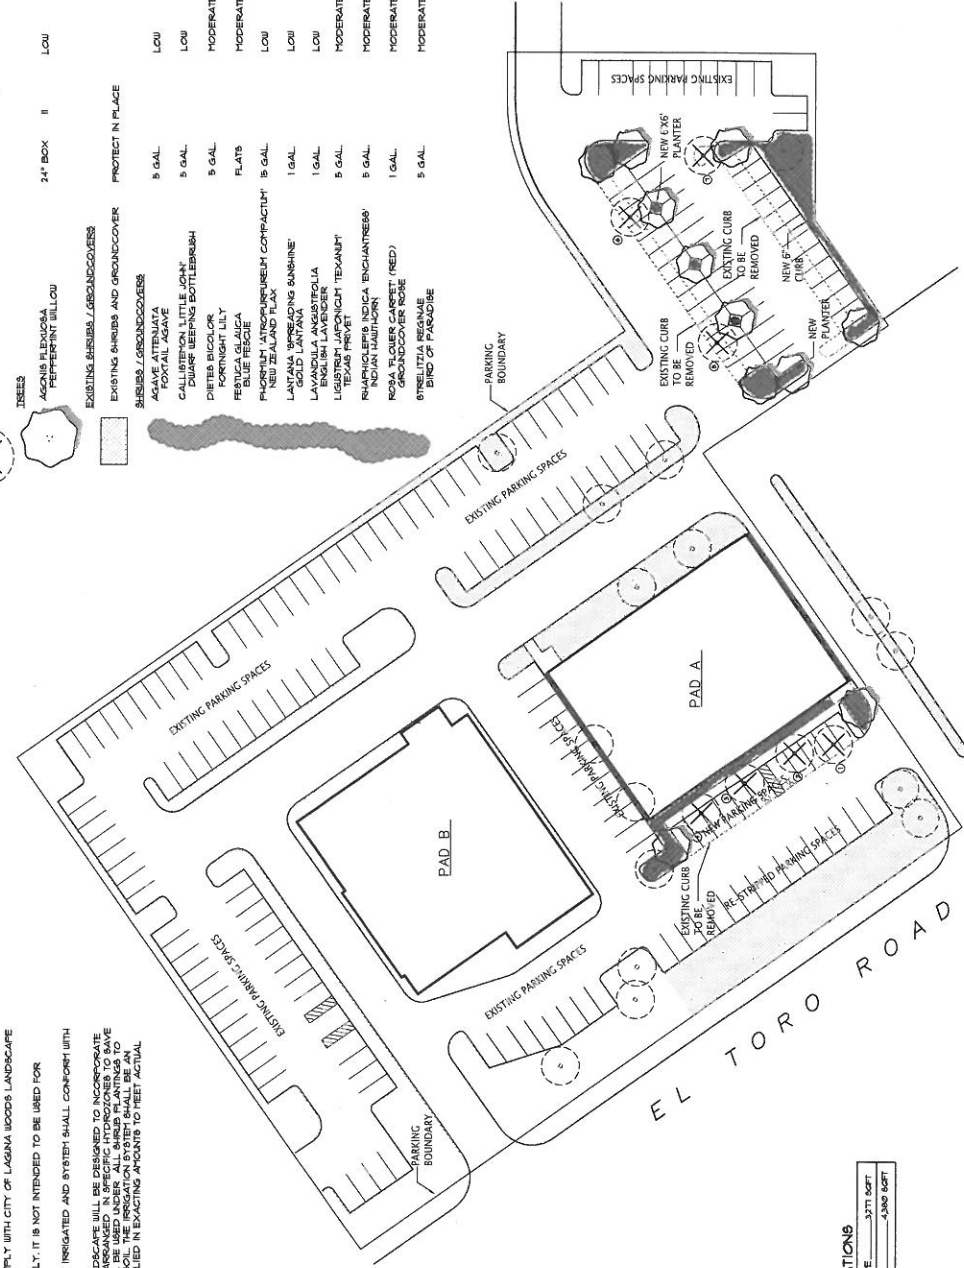 TREES
AGONIS FLEXUOSA 24" BOX 11 LOW
PEPPERMINT WILLOW
EXISTING SHRUBS / GROUNDCOVERS
EXISTING SHRUBS AND GROUNDCOVER PROTECT IN PLACE
SHRUBS / GROUNDCOVERS
AGAVE ATTENUATA 5 GAL. LOW
FOXTAIL AGAVE
CALLISTEMON 'LITTLE JOHN' 5 GAL. LOW
DWARF WEEPING BOTTLEBRUSH
DIETES BICOLOR 5 GAL. MODERATE
FORTNIGHT LILY
FESTUCA GLAUCA FLATS MODERATE
BLUE FESCUE
PHORMIUM 'ATROPURPUREUM COMPACTUM' 15 GAL. LOW
NEW ZEALAND FLAX
LANTANA 'SPREADING SUNSHINE' 1 GAL. LOW
GOLD LANTANA
LAVANDULA ANGUSTIFOLIA 1 GAL. LOW
ENGLISH LAVENDER
LIGUSTRUM JAPONICUM 'TEXANUM' 5 GAL. MODERATE
TEXAS PRIVET
RHAPHIOLEPIS INDICA 'ENCHANTRESS' 5 GAL. MODERATE
INDIAN HAWTHORN
ROSA 'FLOWER CARPET' (RED) 1 GAL. MODERATE
GROUNDCOVER ROSE
STRELITZIA REGINAE 5 GAL. MODERATE
BIRD OF PARADISE
PLY WITH CITY OF LAGUNA WOODS LANDSCAPE
LY. IT IS NOT INTENDED TO BE USED FOR
IRRIGATED AND SYSTEM SHALL CONFORM WITH
DSCAPE WILL BE DESIGNED TO INCORPORATE
ARRANGED IN SPECIFIC HYDROZONES TO SAVE
BE USED UNDER ALL SHRUB PLANTINGS TO
OIL. THE IRRIGATION SYSTEM SHALL BE AN
LIED IN EXACTING AMOUNTS TO MEET ACTUAL
EXISTING PARKING SPACES
NEW 6'X6'
PLANTER
EXISTING CURB
TO BE
REMOVED
NEW 6"
CURB
EXISTING CURB
TO BE
REMOVED
NEW
PLANTER
PARKING
BOUNDARY
EXISTING PARKING SPACES
EXISTING PARKING SPACES
PAD A
EXISTING PARKING SPACES
NEW PARKING SPACES
PAD B
EXISTING CURB
TO BE
REMOVED
RE-STRIPPED PARKING SPACES
EXISTING PARKING SPACES
EXISTING PARKING SPACES
PARKING
BOUNDARY
EL TORO ROAD
ATIONS
E 3,277 SQFT
4,380 SQFT